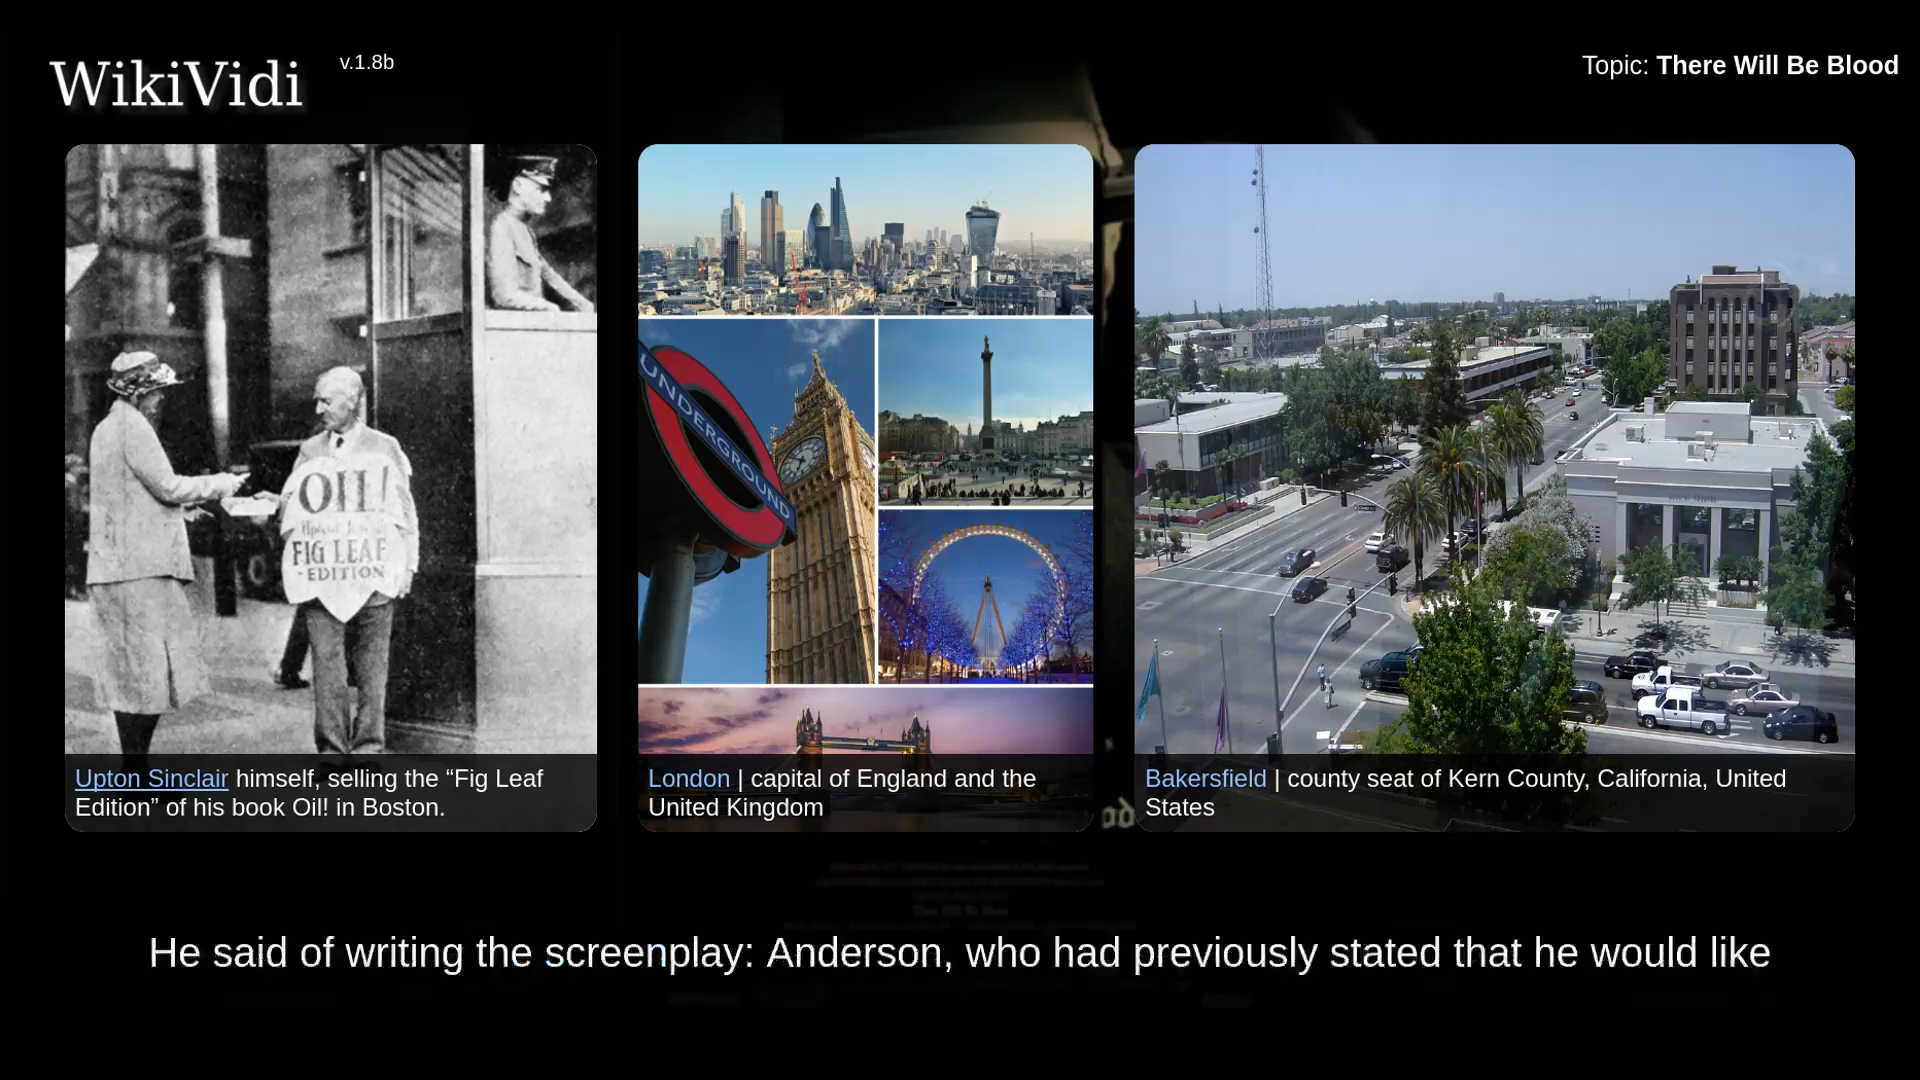 WikiVidi
v.1.8b
Topic: There Will Be Blood
OIL!
FIG LEAF
-EDITION
UNDERGROUND
Upton Sinclair himself, selling the “Fig Leaf
Edition” of his book Oil! in Boston.
London | capital of England and the
United Kingdom
Bakersfield | county seat of Kern County, California, United
States
He said of writing the screenplay: Anderson, who had previously stated that he would like